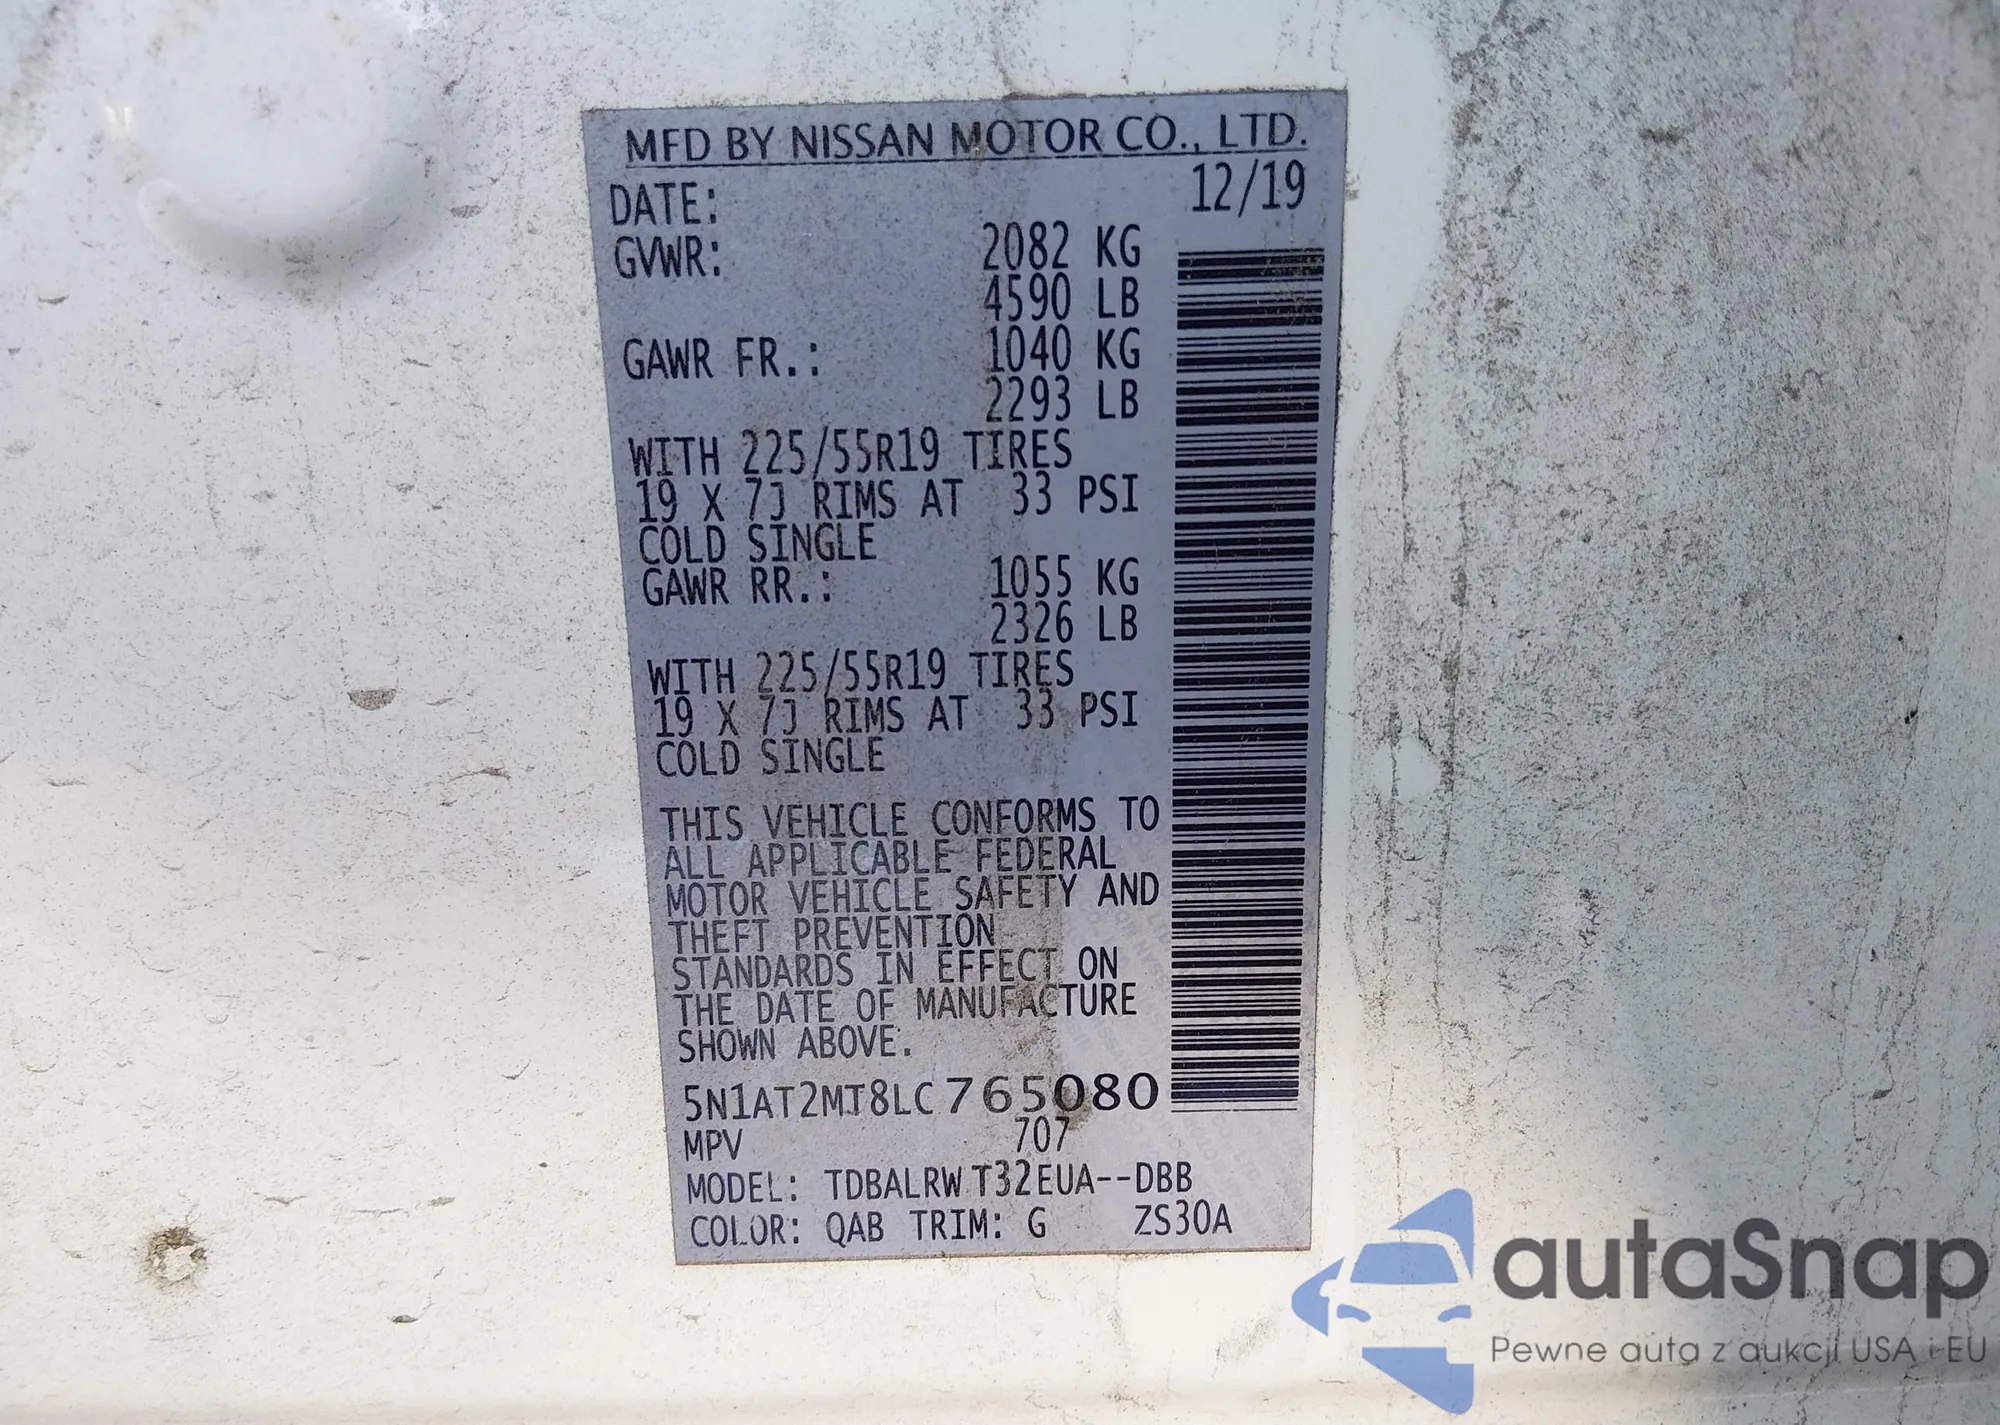 MFD BY NISSAN MOTOR CO., LTD.
DATE: 12/19
GVWR: 2082 KG
4590 LB
GAWR FR.: 1040 KG
2293 LB
WITH 225/55R19 TIRES
19 X 7J RIMS AT 33 PSI
COLD SINGLE
GAWR RR.: 1055 KG
2326 LB
WITH 225/55R19 TIRES
19 X 7J RIMS AT 33 PSI
COLD SINGLE
THIS VEHICLE CONFORMS TO
ALL APPLICABLE FEDERAL
MOTOR VEHICLE SAFETY AND
THEFT PREVENTION
STANDARDS IN EFFECT ON
THE DATE OF MANUFACTURE
SHOWN ABOVE.
5N1AT2MT8LC765080
MPV 707
MODEL: TDBALRW T32EUA--DBB
COLOR: QAB TRIM: G ZS30A
autaSnap
Pewne auta z aukcji USA i EU